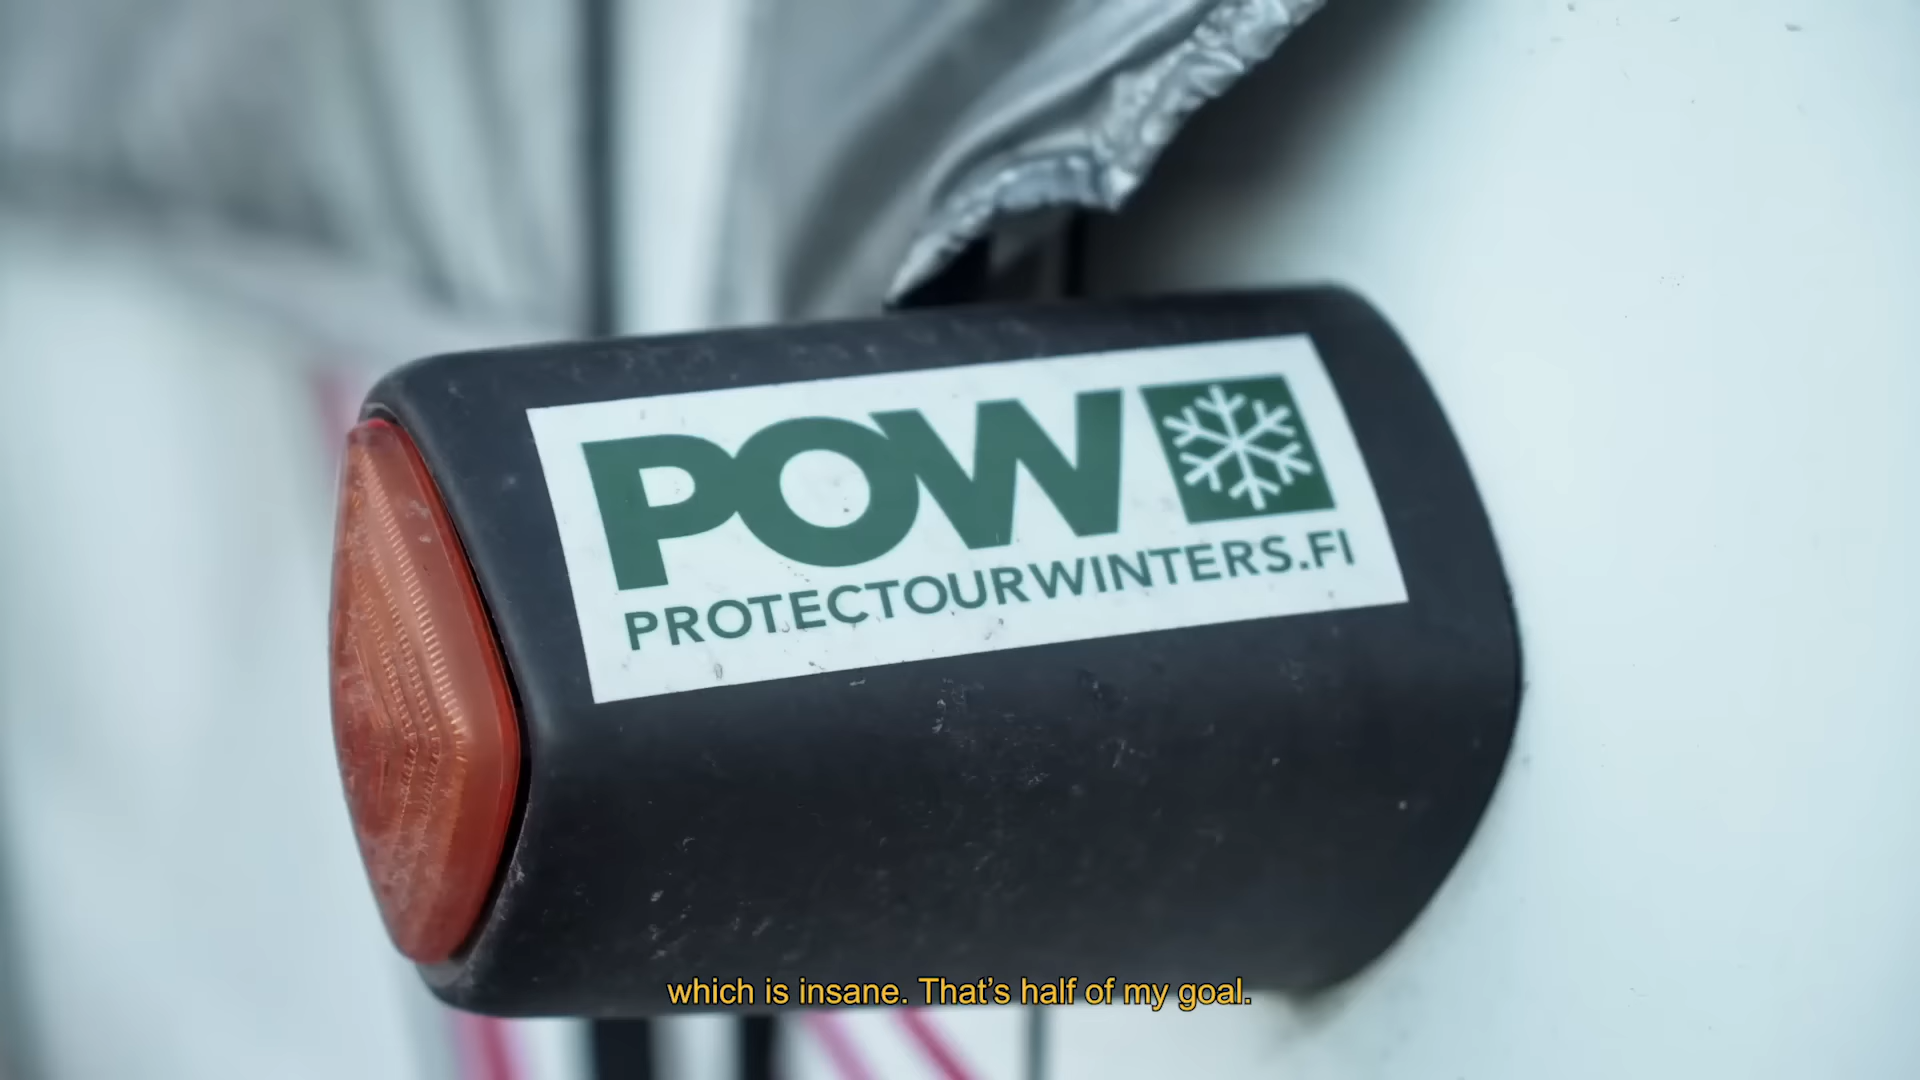 POW
PROTECTOURWINTERS.FI
which is insane. That’s half of my goal.